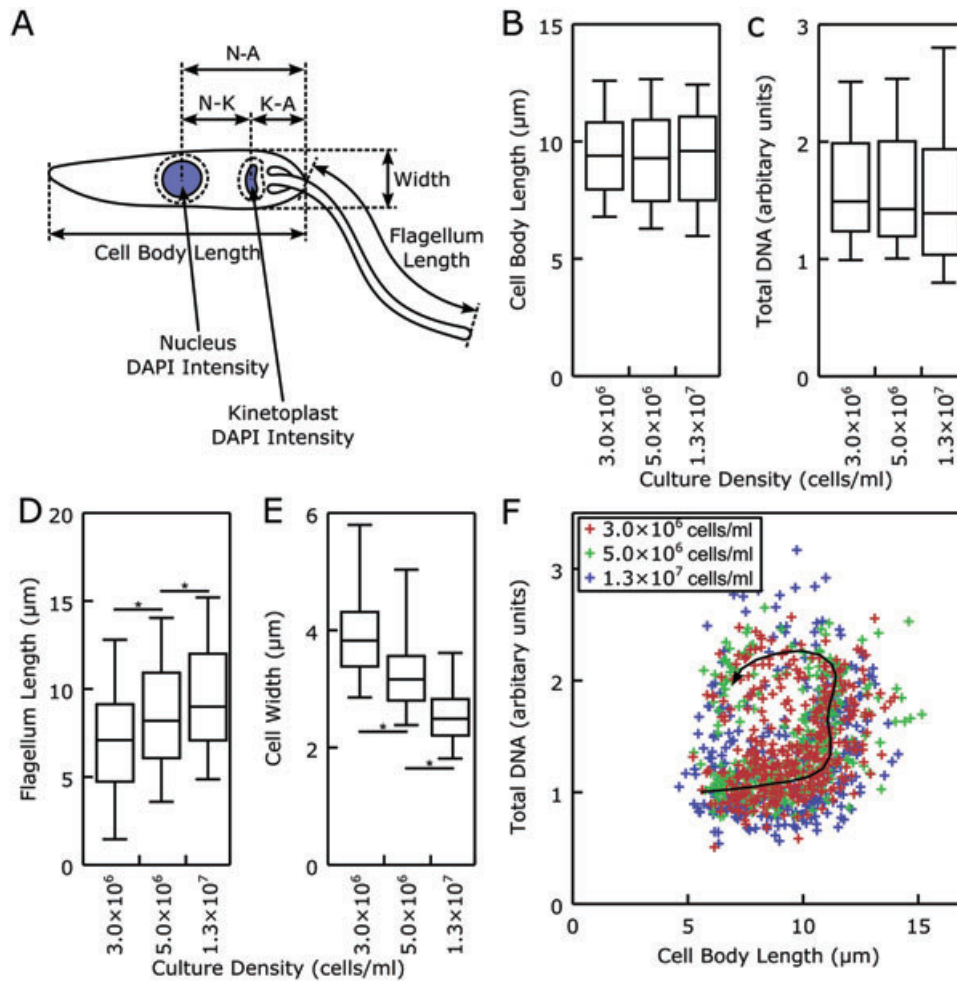 A
N-A
N-K
K-A
Width
Cell Body Length
Flagellum
Length
Nucleus
DAPI Intensity
Kinetoplast
DAPI Intensity
B
Cell Body Length (µm)
15
10
5
0
3.0×10⁶
5.0×10⁶
1.3×10⁷
C
Total DNA (arbitary units)
3
2
1
0
3.0×10⁶
5.0×10⁶
1.3×10⁷
Culture Density (cells/ml)
D
Flagellum Length (µm)
20
15
10
5
0
*
*
3.0×10⁶
5.0×10⁶
1.3×10⁷
E
Cell Width (µm)
6
4
2
0
*
*
3.0×10⁶
5.0×10⁶
1.3×10⁷
Culture Density (cells/ml)
F
+ 3.0×10⁶ cells/ml
+ 5.0×10⁶ cells/ml
+ 1.3×10⁷ cells/ml
Total DNA (arbitary units)
3
2
1
0
0
5
10
15
Cell Body Length (µm)